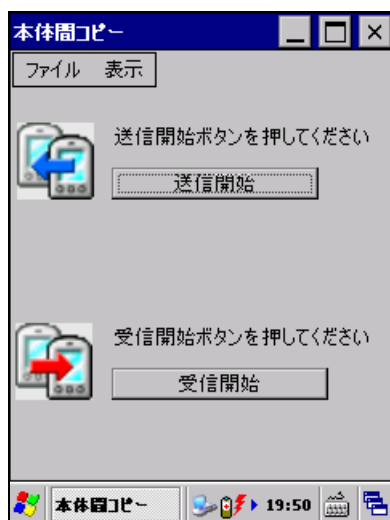 本体間コピー
ファイル 表示
送信開始ボタンを押してください
送信開始
受信開始ボタンを押してください
受信開始
本体間コピー 19:50